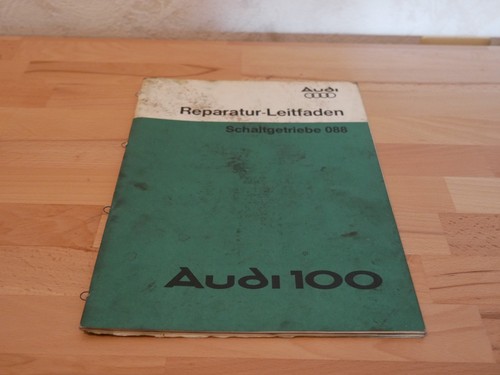 Audi
Reparatur-Leitfaden
Schaltgetriebe 088
Audi 100